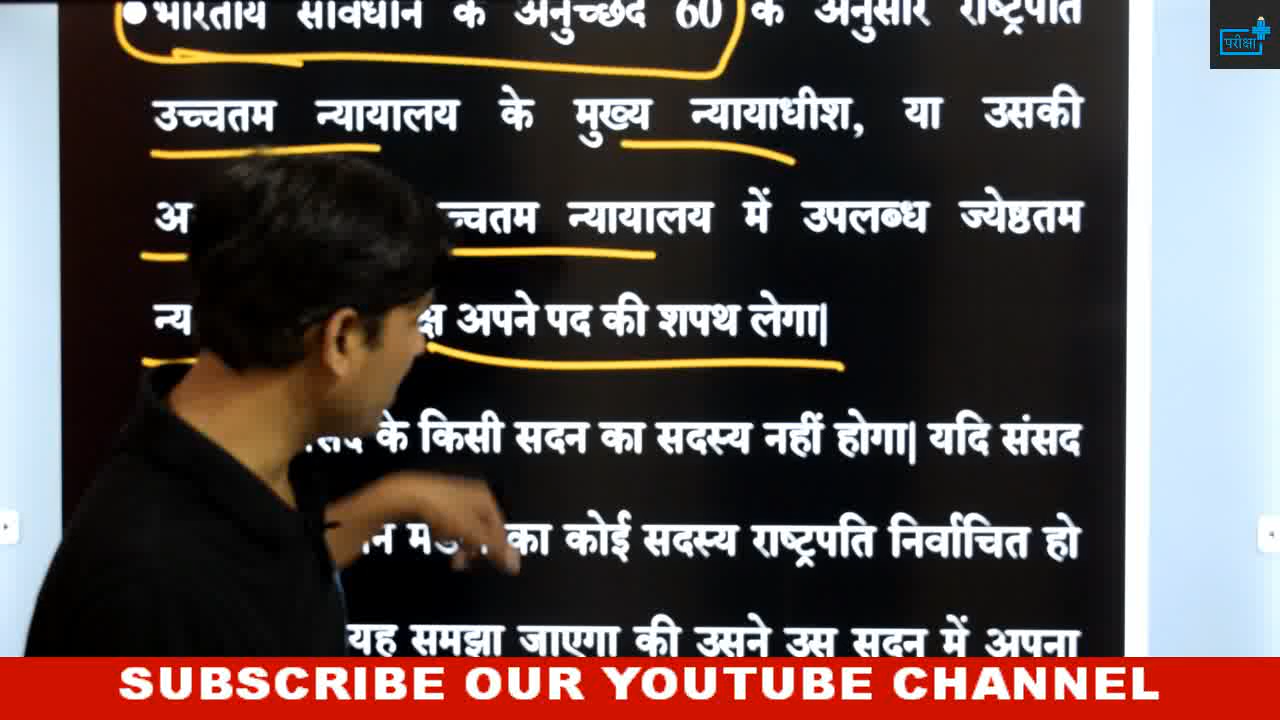 परीक्षा
भारतीय संविधान के अनुच्छेद 60 के अनुसार राष्ट्रपति
उच्चतम न्यायालय के मुख्य न्यायाधीश, या उसकी
उच्चतम न्यायालय में उपलब्ध ज्येष्ठतम
अपने पद की शपथ लेगा|
के किसी सदन का सदस्य नहीं होगा| यदि संसद
का कोई सदस्य राष्ट्रपति निर्वाचित हो
यह समझा जाएगा की उसने उस सदन में अपना
SUBSCRIBE OUR YOUTUBE CHANNEL